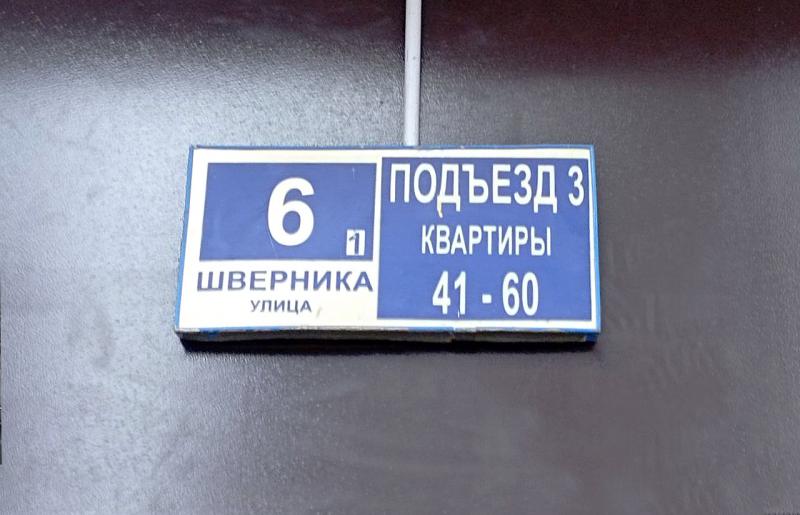 6
1
ШВЕРНИКА
УЛИЦА
ПОДЪЕЗД 3
КВАРТИРЫ
41 - 60